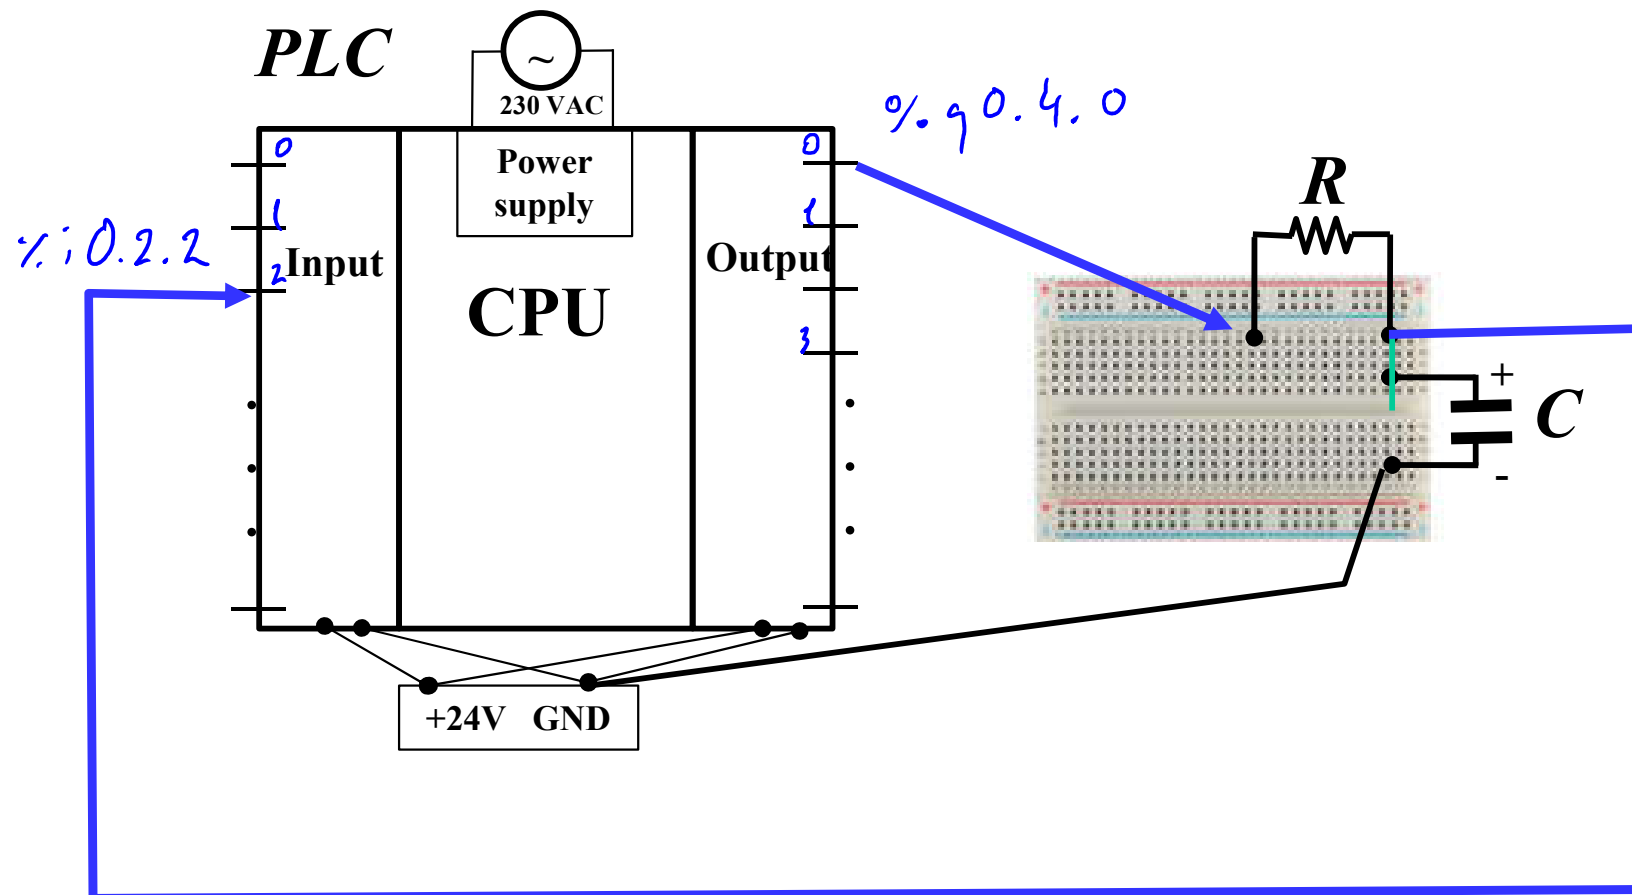 PLC
~
230 VAC
%q0.4.0
0
0
Power
supply
R
1
1
%i0.2.2
Input
Output
2
CPU
3
+
C
-
+24V GND